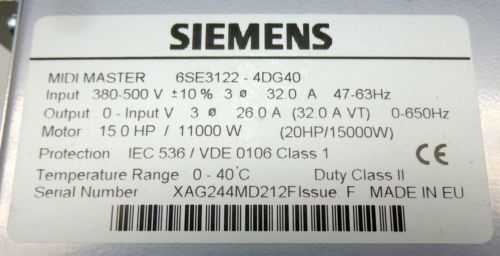 SIEMENS
MIDI MASTER 6SE3122 - 4DG40
Input 380-500 V ±10 % 3 ø 32.0 A 47-63Hz
Output 0 - Input V 3 ø 26.0 A (32.0 A VT) 0-650Hz
Motor 15.0 HP / 11000 W (20HP/15000W)
Protection IEC 536 / VDE 0106 Class 1
CE
Temperature Range 0 - 40°C Duty Class II
Serial Number XAG244MD212F Issue F MADE IN EU